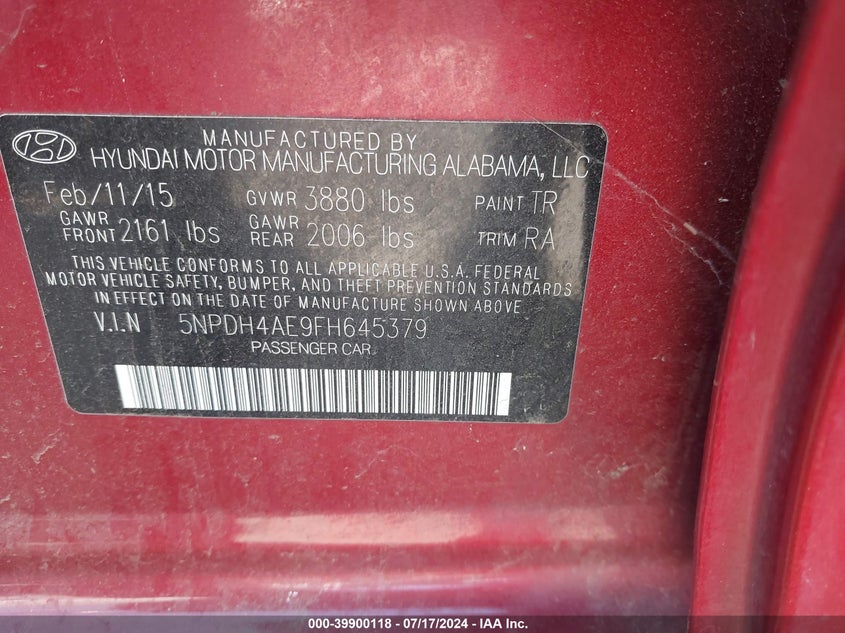 MANUFACTURED BY
HYUNDAI MOTOR MANUFACTURING ALABAMA, LLC
Feb/11/15 GVWR 3880 lbs PAINT TR
GAWR FRONT 2161 lbs GAWR REAR 2006 lbs TRIM RA
THIS VEHICLE CONFORMS TO ALL APPLICABLE U.S.A. FEDERAL
MOTOR VEHICLE SAFETY, BUMPER, AND THEFT PREVENTION STANDARDS
IN EFFECT ON THE DATE OF MANUFACTURE SHOWN ABOVE.
V.I.N 5NPDH4AE9FH645379
PASSENGER CAR
000-39900118 - 07/17/2024 - IAA Inc.